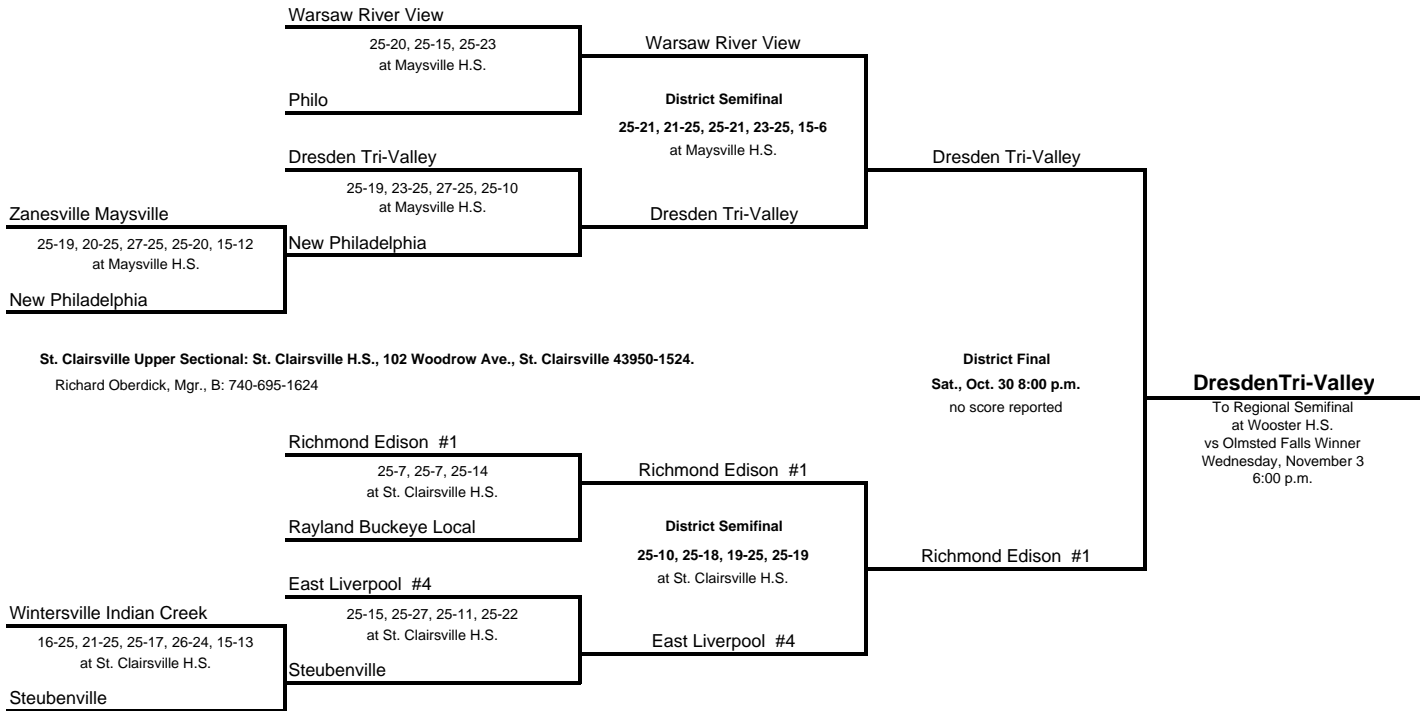 Warsaw River View
25-20, 25-15, 25-23
at Maysville H.S.
Philo
Warsaw River View
District Semifinal
25-21, 21-25, 25-21, 23-25, 15-6
at Maysville H.S.
Dresden Tri-Valley
25-19, 23-25, 27-25, 25-10
at Maysville H.S.
Dresden Tri-Valley
Dresden Tri-Valley
Zanesville Maysville
25-19, 20-25, 27-25, 25-20, 15-12
at Maysville H.S.
New Philadelphia
New Philadelphia
St. Clairsville Upper Sectional: St. Clairsville H.S., 102 Woodrow Ave., St. Clairsville 43950-1524.
Richard Oberdick, Mgr., B: 740-695-1624
District Final
Sat., Oct. 30 8:00 p.m.
no score reported
DresdenTri-Valley
To Regional Semifinal
at Wooster H.S.
vs Olmsted Falls Winner
Wednesday, November 3
6:00 p.m.
Richmond Edison #1
25-7, 25-7, 25-14
at St. Clairsville H.S.
Rayland Buckeye Local
Richmond Edison #1
District Semifinal
25-10, 25-18, 19-25, 25-19
at St. Clairsville H.S.
Richmond Edison #1
East Liverpool #4
25-15, 25-27, 25-11, 25-22
at St. Clairsville H.S.
East Liverpool #4
Wintersville Indian Creek
16-25, 21-25, 25-17, 26-24, 15-13
at St. Clairsville H.S.
Steubenville
Steubenville